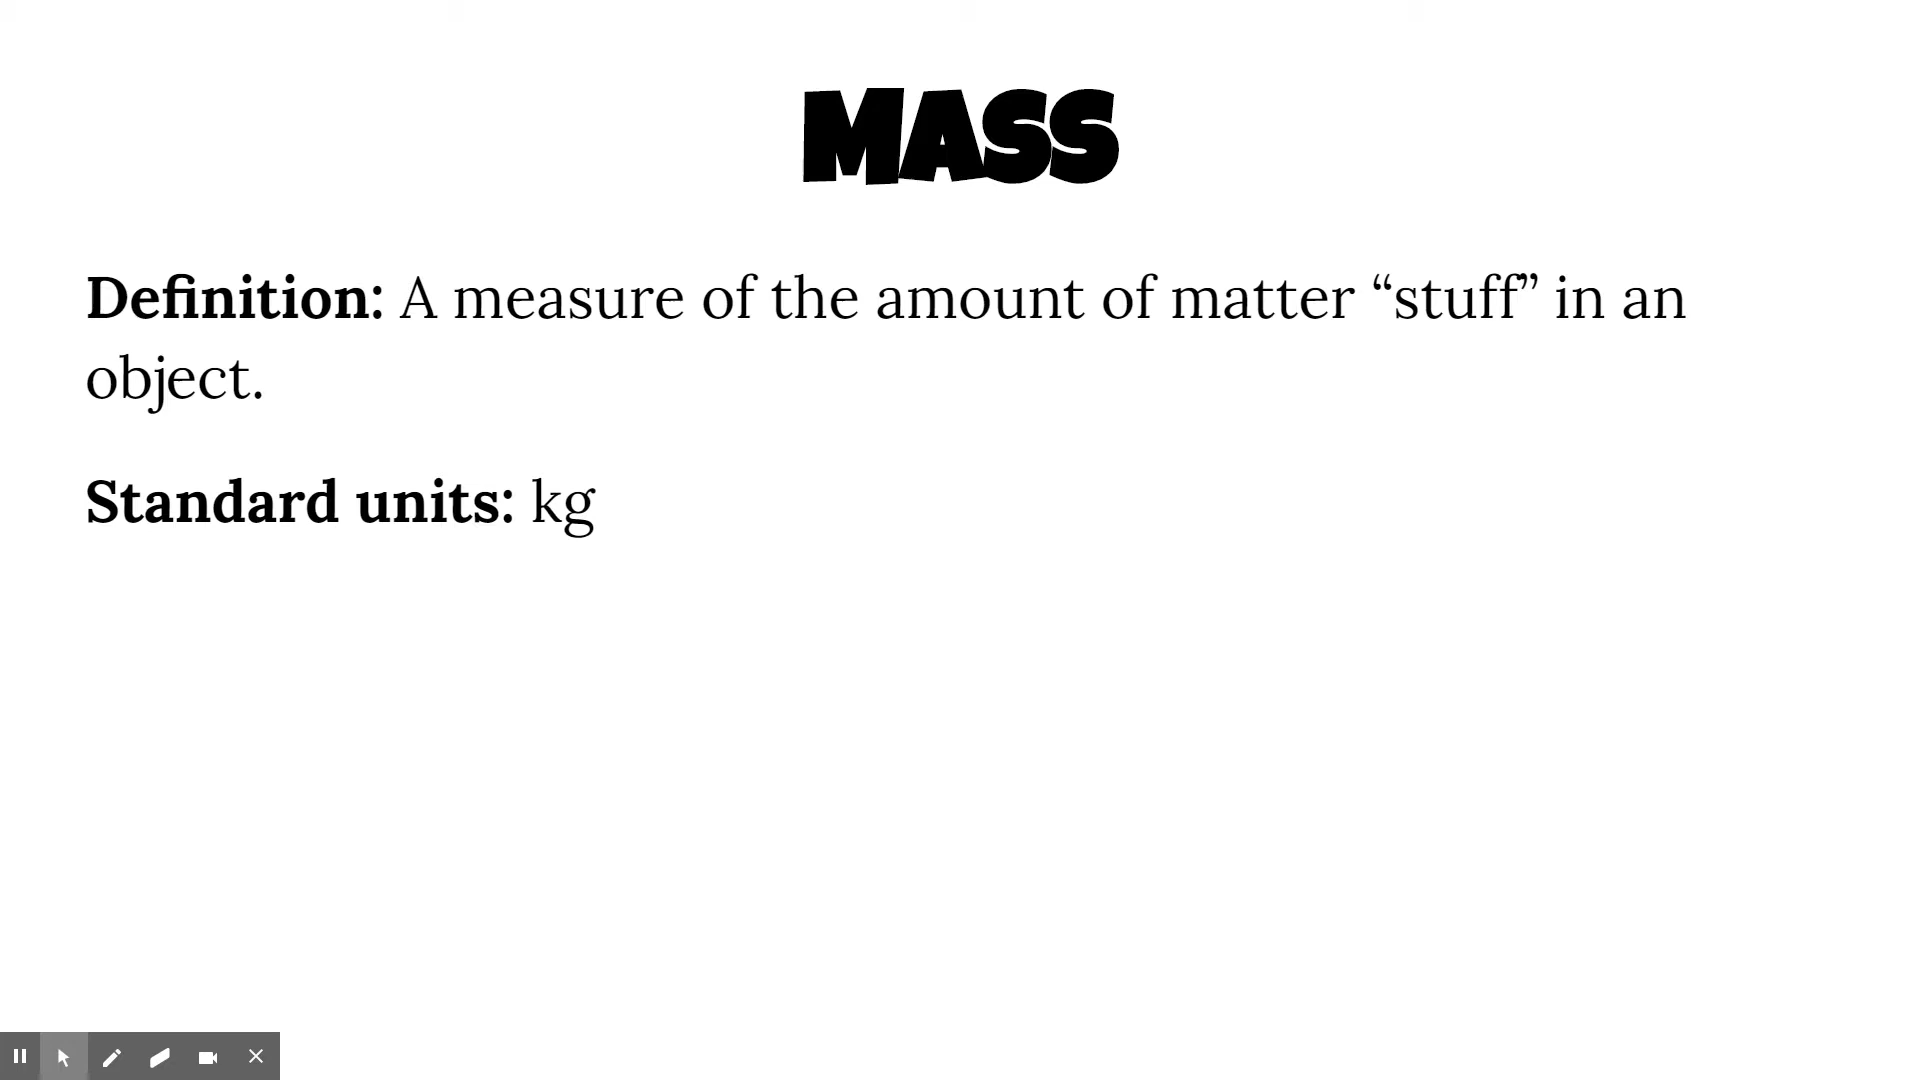 MASS
Definition: A measure of the amount of matter “stuff” in an
object.
Standard units: kg